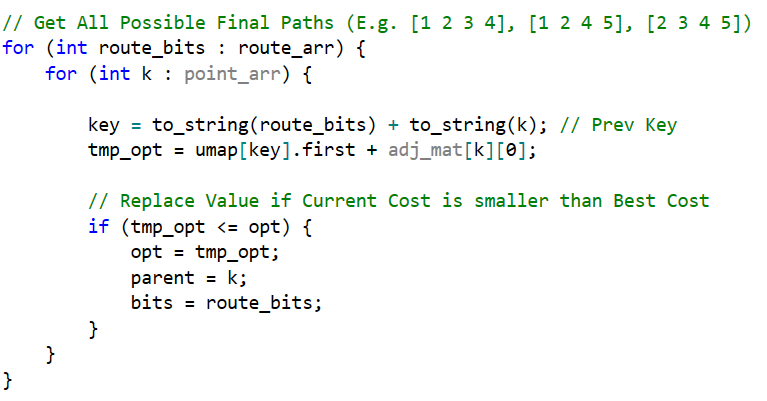 // Get All Possible Final Paths (E.g. [1 2 3 4], [1 2 4 5], [2 3 4 5])
for (int route_bits : route_arr) {
    for (int k : point_arr) {

        key = to_string(route_bits) + to_string(k); // Prev Key
        tmp_opt = umap[key].first + adj_mat[k][0];

        // Replace Value if Current Cost is smaller than Best Cost
        if (tmp_opt <= opt) {
            opt = tmp_opt;
            parent = k;
            bits = route_bits;
        }
    }
}